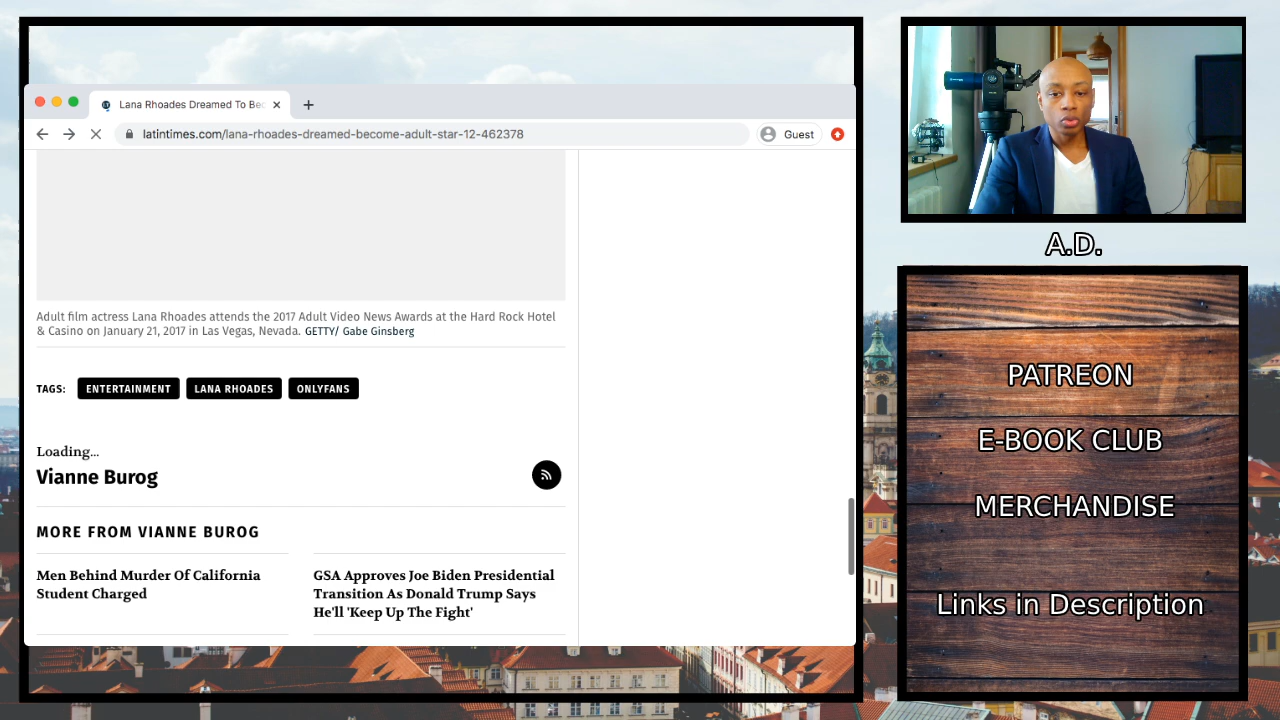 Lana Rhoades Dreamed To Bec
latintimes.com/lana-rhoades-dreamed-become-adult-star-12-462378
Guest
Adult film actress Lana Rhoades attends the 2017 Adult Video News Awards at the Hard Rock Hotel
& Casino on January 21, 2017 in Las Vegas, Nevada. GETTY/ Gabe Ginsberg
TAGS: ENTERTAINMENT LANA RHOADES ONLYFANS
Loading...
Vianne Burog
MORE FROM VIANNE BUROG
Men Behind Murder Of California
Student Charged
GSA Approves Joe Biden Presidential
Transition As Donald Trump Says
He'll 'Keep Up The Fight'
A.D.
PATREON
E-BOOK CLUB
MERCHANDISE
Links in Description